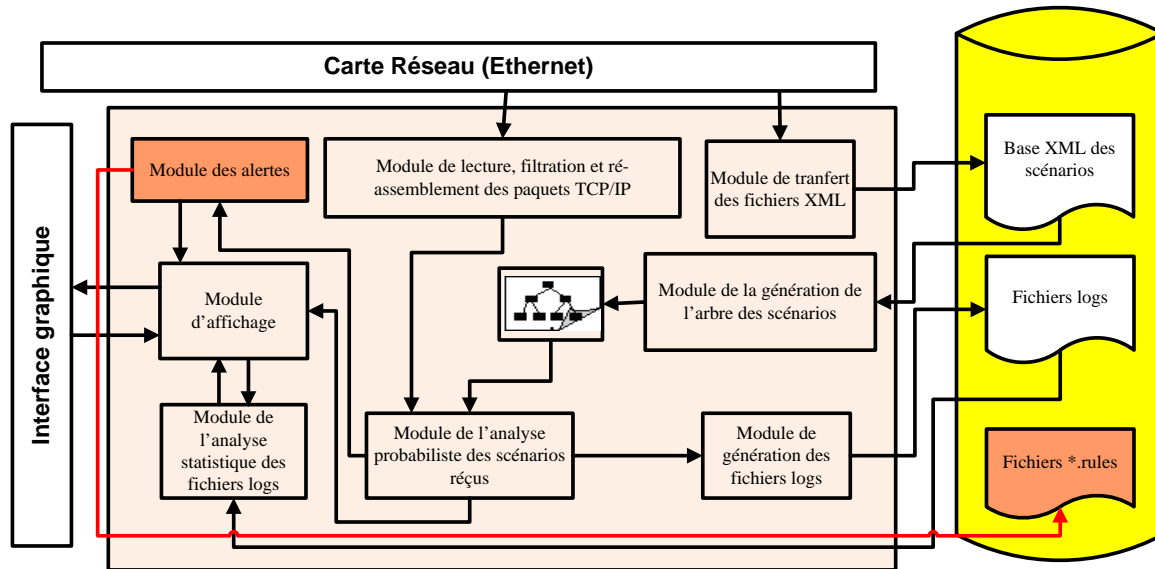 Carte Réseau (Ethernet)
Interface graphique
Module des alertes
Module de lecture, filtration et ré-
assemblement des paquets TCP/IP
Module de tranfert
des fichiers XML
Base XML des
scénarios
Module
d’affichage
Module de la génération de
l’arbre des scénarios
Fichiers logs
Module de
l’analyse
statistique des
fichiers logs
Module de l’analyse
probabiliste des scénarios
réçus
Module de
génération des
fichiers logs
Fichiers *.rules